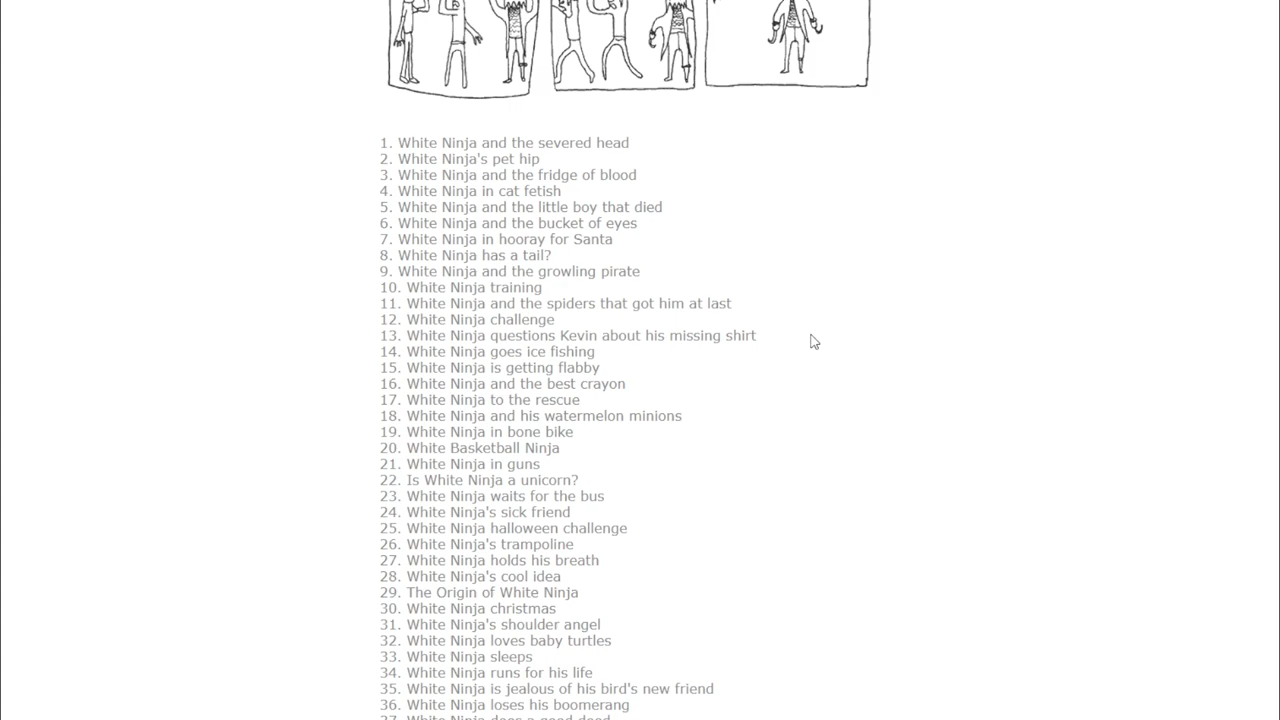 1. White Ninja and the severed head
2. White Ninja's pet hip
3. White Ninja and the fridge of blood
4. White Ninja in cat fetish
5. White Ninja and the little boy that died
6. White Ninja and the bucket of eyes
7. White Ninja in hooray for Santa
8. White Ninja has a tail?
9. White Ninja and the growling pirate
10. White Ninja training
11. White Ninja and the spiders that got him at last
12. White Ninja challenge
13. White Ninja questions Kevin about his missing shirt
14. White Ninja goes ice fishing
15. White Ninja is getting flabby
16. White Ninja and the best crayon
17. White Ninja to the rescue
18. White Ninja and his watermelon minions
19. White Ninja in bone bike
20. White Basketball Ninja
21. White Ninja in guns
22. Is White Ninja a unicorn?
23. White Ninja waits for the bus
24. White Ninja's sick friend
25. White Ninja halloween challenge
26. White Ninja's trampoline
27. White Ninja holds his breath
28. White Ninja's cool idea
29. The Origin of White Ninja
30. White Ninja christmas
31. White Ninja's shoulder angel
32. White Ninja loves baby turtles
33. White Ninja sleeps
34. White Ninja runs for his life
35. White Ninja is jealous of his bird's new friend
36. White Ninja loses his boomerang
37. White Ninja does a good deed